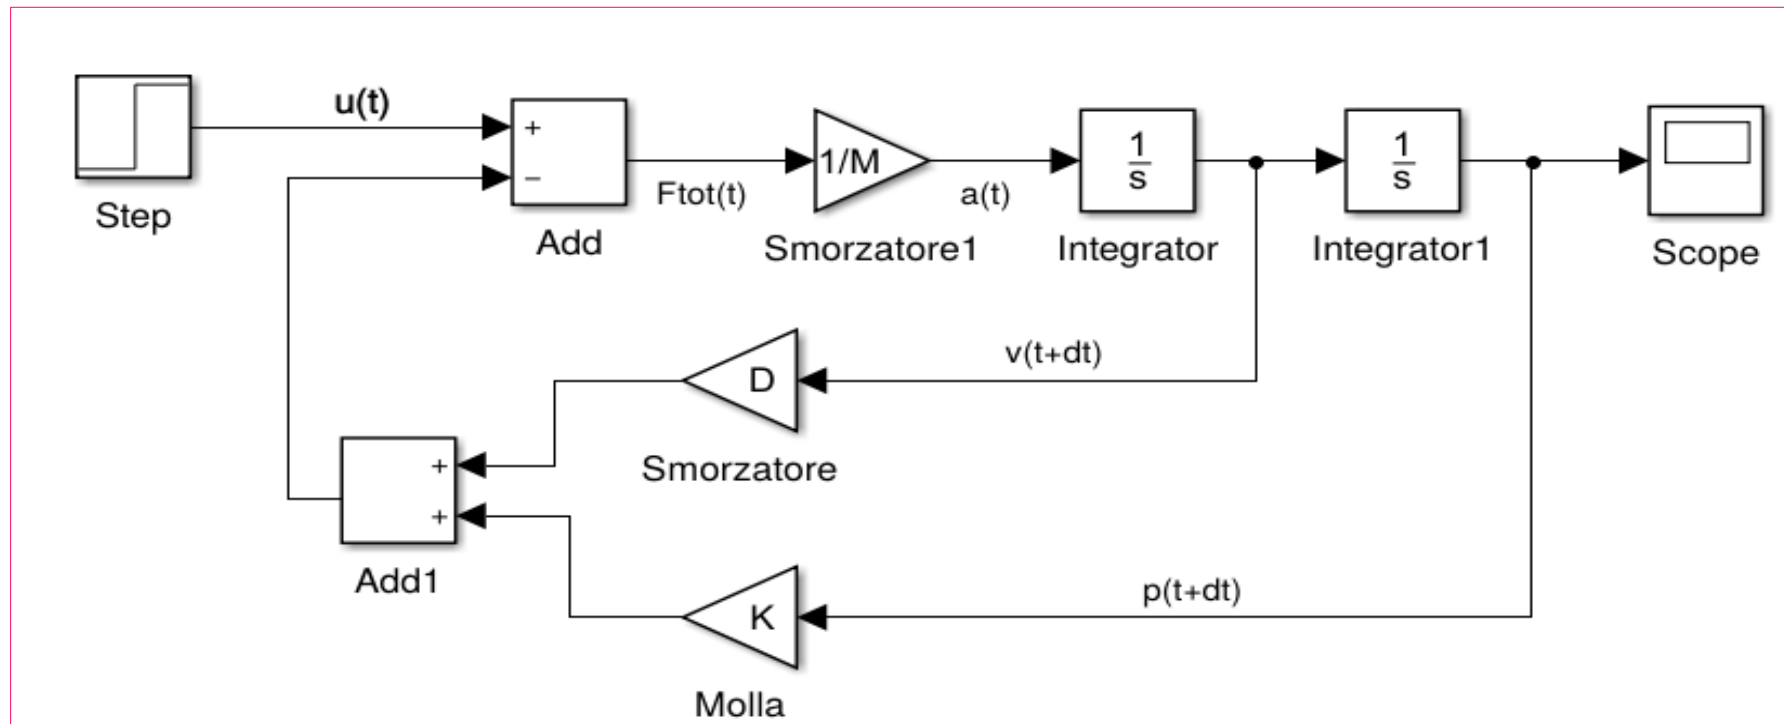 u(t)
+
−
Step
Add
Ftot(t)
1/M
Smorzatore1
a(t)
1
s
Integrator
1
s
Integrator1
Scope
v(t+dt)
D
Smorzatore
+
+
Add1
p(t+dt)
K
Molla